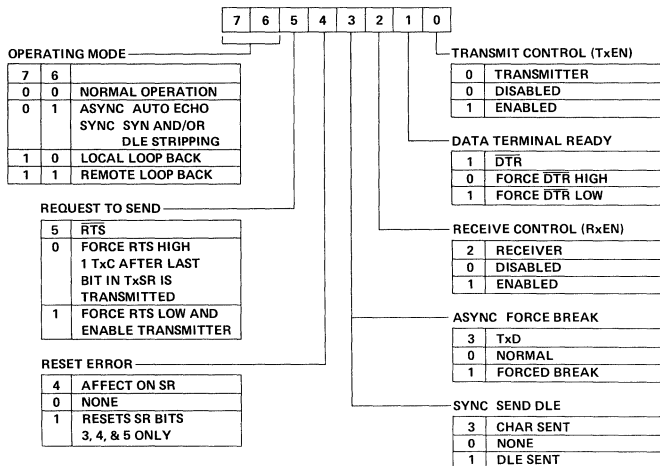 7 6 5 4 3 2 1 0
OPERATING MODE
7 6
0 0 NORMAL OPERATION
0 1 ASYNC AUTO ECHO
SYNC SYN AND/OR
DLE STRIPPING
1 0 LOCAL LOOP BACK
1 1 REMOTE LOOP BACK
REQUEST TO SEND
5 R̅T̅S̅
0 FORCE RTS HIGH
1 TxC AFTER LAST
BIT IN TxSR IS
TRANSMITTED
1 FORCE RTS LOW AND
ENABLE TRANSMITTER
RESET ERROR
4 AFFECT ON SR
0 NONE
1 RESETS SR BITS
3, 4, & 5 ONLY
TRANSMIT CONTROL (TxEN)
0 TRANSMITTER
0 DISABLED
1 ENABLED
DATA TERMINAL READY
1 D̅T̅R̅
0 FORCE D̅T̅R̅ HIGH
1 FORCE D̅T̅R̅ LOW
RECEIVE CONTROL (RxEN)
2 RECEIVER
0 DISABLED
1 ENABLED
ASYNC FORCE BREAK
3 TxD
0 NORMAL
1 FORCED BREAK
SYNC SEND DLE
3 CHAR SENT
0 NONE
1 DLE SENT